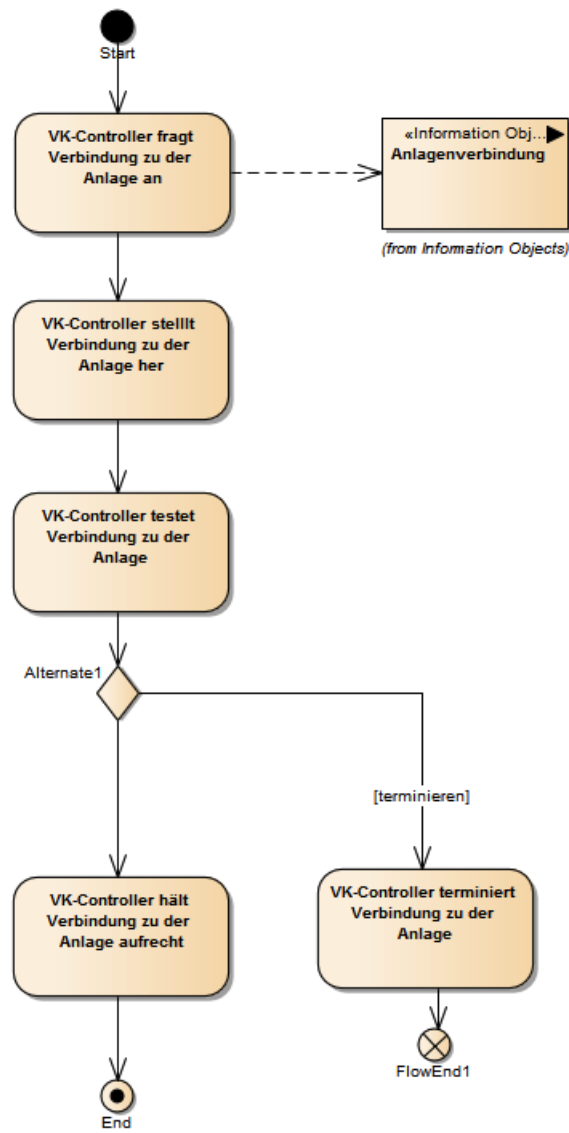 Start
VK-Controller fragt
Verbindung zu der
Anlage an
«Information Obj...
Anlagenverbindung
(from Information Objects)
VK-Controller stelllt
Verbindung zu der
Anlage her
VK-Controller testet
Verbindung zu der
Anlage
Alternate1
[terminieren]
VK-Controller hält
Verbindung zu der
Anlage aufrecht
VK-Controller terminiert
Verbindung zu der
Anlage
FlowEnd1
End